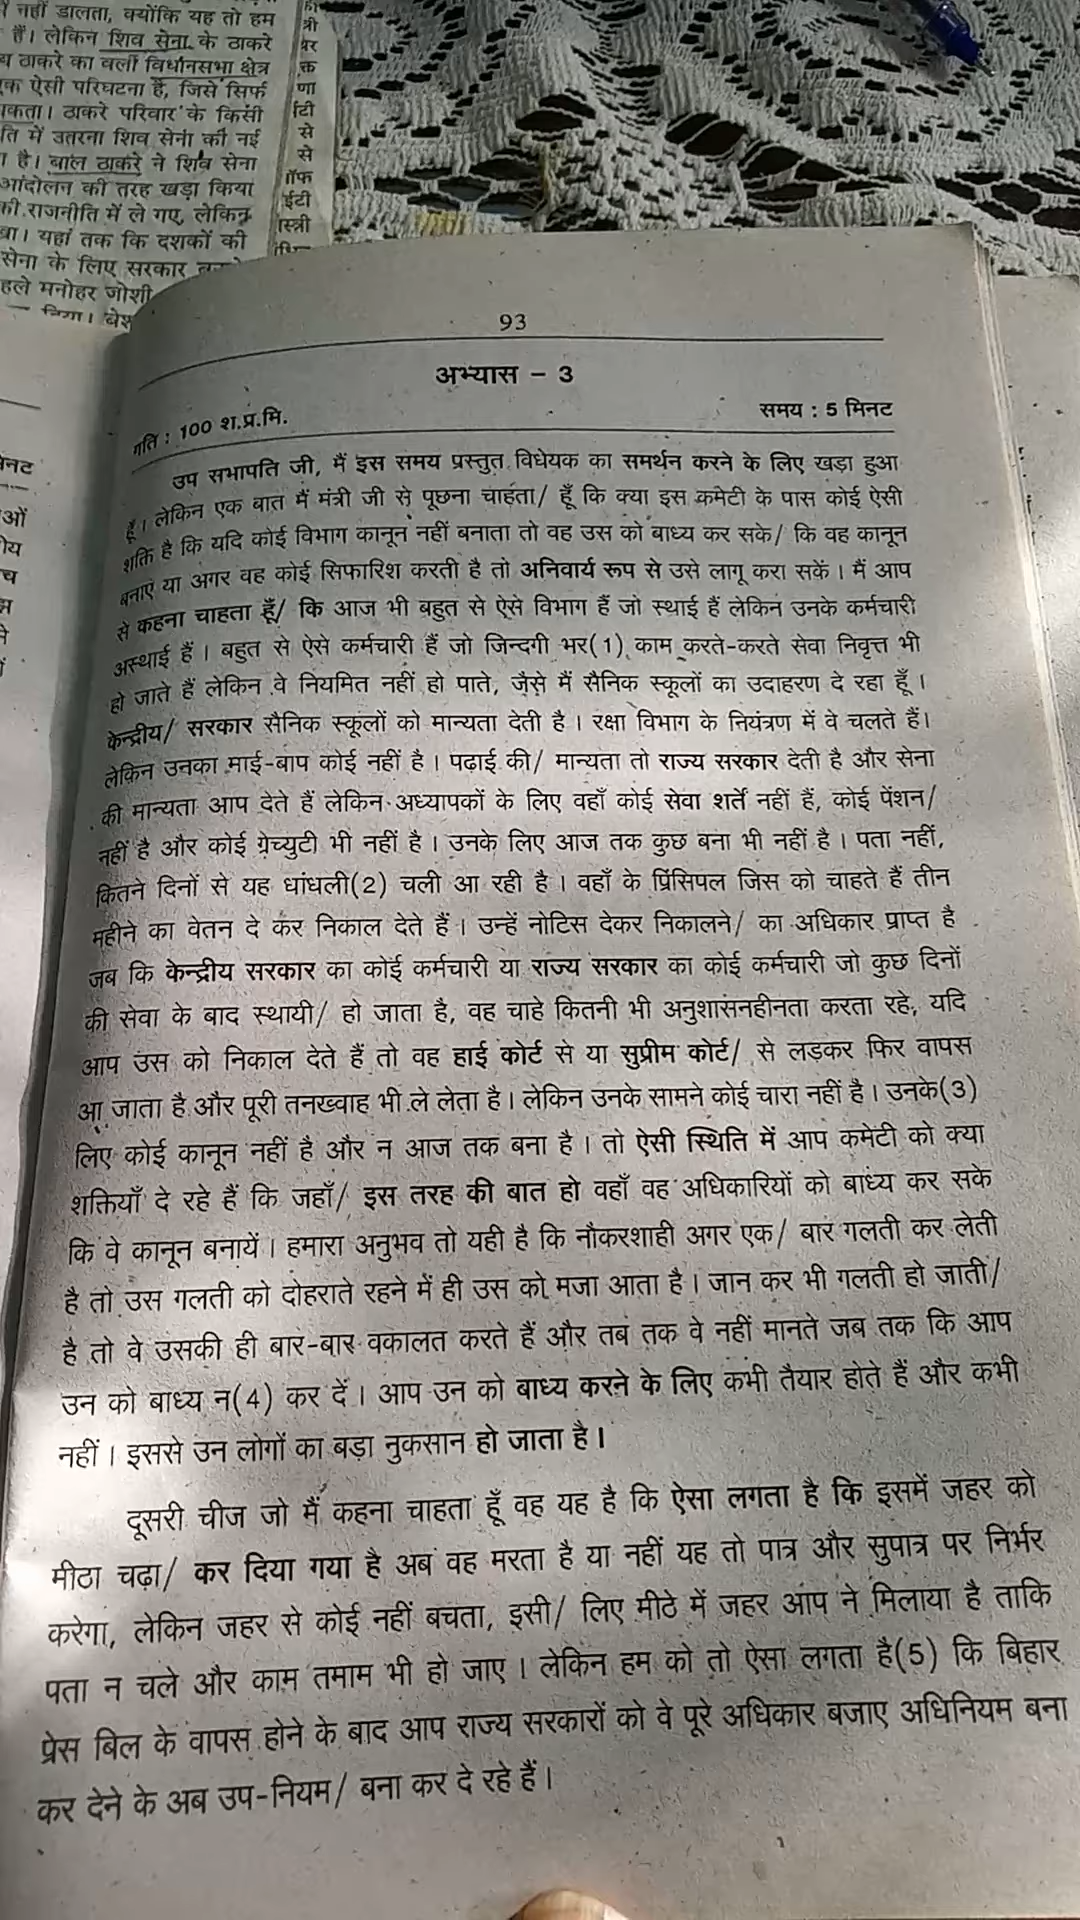 नहीं डालता, क्योंकि यह तो हम
हैं। लेकिन शिव सेना के ठाकरे
ठाकरे का वर्ली विधानसभा क्षेत्र
ऐसी परिघटना है, जिसे सिर्फ
ठाकरे परिवार के किसी
में उतरना शिव सेना की नई
है। बाल ठाकरे ने शिव सेना
आंदोलन की तरह खड़ा किया
राजनीति में ले गए, लेकिन
यहां तक कि दशकों की
सेना के लिए सरकार
मनोहर जोशी
93
अभ्यास – 3
गति : 100 श.प्र.मि.
समय : 5 मिनट
उप सभापति जी, मैं इस समय प्रस्तुत विधेयक का समर्थन करने के लिए खड़ा हुआ
हूँ। लेकिन एक बात मैं मंत्री जी से पूछना चाहता/ हूँ कि क्या इस कमेटी के पास कोई ऐसी
शक्ति है कि यदि कोई विभाग कानून नहीं बनाता तो वह उस को बाध्य कर सके/ कि वह कानून
बनाए या अगर वह कोई सिफारिश करती है तो अनिवार्य रूप से उसे लागू करा सकें। मैं आप
से कहना चाहता हूँ/ कि आज भी बहुत से ऐसे विभाग हैं जो स्थाई हैं लेकिन उनके कर्मचारी
अस्थाई हैं। बहुत से ऐसे कर्मचारी हैं जो जिन्दगी भर(1) काम करते-करते सेवा निवृत्त भी
हो जाते हैं लेकिन वे नियमित नहीं हो पाते, जैसे मैं सैनिक स्कूलों का उदाहरण दे रहा हूँ।
केन्द्रीय/ सरकार सैनिक स्कूलों को मान्यता देती है। रक्षा विभाग के नियंत्रण में वे चलते हैं।
लेकिन उनका माई-बाप कोई नहीं है। पढ़ाई की/ मान्यता तो राज्य सरकार देती है और सेना
की मान्यता आप देते हैं लेकिन अध्यापकों के लिए वहाँ कोई सेवा शर्ते नहीं हैं, कोई पेंशन/
नहीं है और कोई ग्रेच्युटी भी नहीं है। उनके लिए आज तक कुछ बना भी नहीं है। पता नहीं,
कितने दिनों से यह धांधली(2) चली आ रही है। वहाँ के प्रिंसिपल जिस को चाहते हैं तीन
महीने का वेतन दे कर निकाल देते हैं। उन्हें नोटिस देकर निकालने/ का अधिकार प्राप्त है
जब कि केन्द्रीय सरकार का कोई कर्मचारी या राज्य सरकार का कोई कर्मचारी जो कुछ दिनों
की सेवा के बाद स्थायी/ हो जाता है, वह चाहे कितनी भी अनुशासनहीनता करता रहे, यदि
आप उस को निकाल देते हैं तो वह हाई कोर्ट से या सुप्रीम कोर्ट/ से लड़कर फिर वापस
आ जाता है और पूरी तनख्वाह भी ले लेता है। लेकिन उनके सामने कोई चारा नहीं है। उनके(3)
लिए कोई कानून नहीं है और न आज तक बना है। तो ऐसी स्थिति में आप कमेटी को क्या
शक्तियाँ दे रहे हैं कि जहाँ/ इस तरह की बात हो वहाँ वह अधिकारियों को बाध्य कर सके
कि वे कानून बनायें। हमारा अनुभव तो यही है कि नौकरशाही अगर एक/ बार गलती कर लेती
है तो उस गलती को दोहराते रहने में ही उस को मजा आता है। जान कर भी गलती हो जाती/
है तो वे उसकी ही बार-बार वकालत करते हैं और तब तक वे नहीं मानते जब तक कि आप
उन को बाध्य न(4) कर दें। आप उन को बाध्य करने के लिए कभी तैयार होते हैं और कभी
नहीं। इससे उन लोगों का बड़ा नुकसान हो जाता है।
दूसरी चीज जो मैं कहना चाहता हूँ वह यह है कि ऐसा लगता है कि इसमें जहर को
मीठा चढ़ा/ कर दिया गया है अब वह मरता है या नहीं यह तो पात्र और सुपात्र पर निर्भर
करेगा, लेकिन जहर से कोई नहीं बचता, इसी/ लिए मीठे में जहर आप ने मिलाया है ताकि
पता न चले और काम तमाम भी हो जाए। लेकिन हम को तो ऐसा लगता है(5) कि बिहार
प्रेस बिल के वापस होने के बाद आप राज्य सरकारों को वे पूरे अधिकार बजाए अधिनियम बना
कर देने के अब उप-नियम/ बना कर दे रहे हैं।